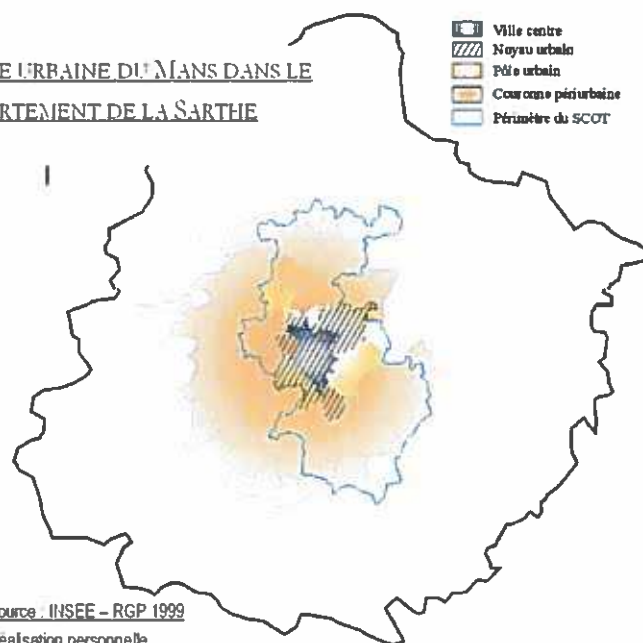 E URBAINE DU MANS DANS LE
RTEMENT DE LA SARTHE
Ville centre
Noyau urbain
Pôle urbain
Couronne périurbaine
Périmètre du SCOT
ource : INSEE – RGP 1999
éalisation personnelle